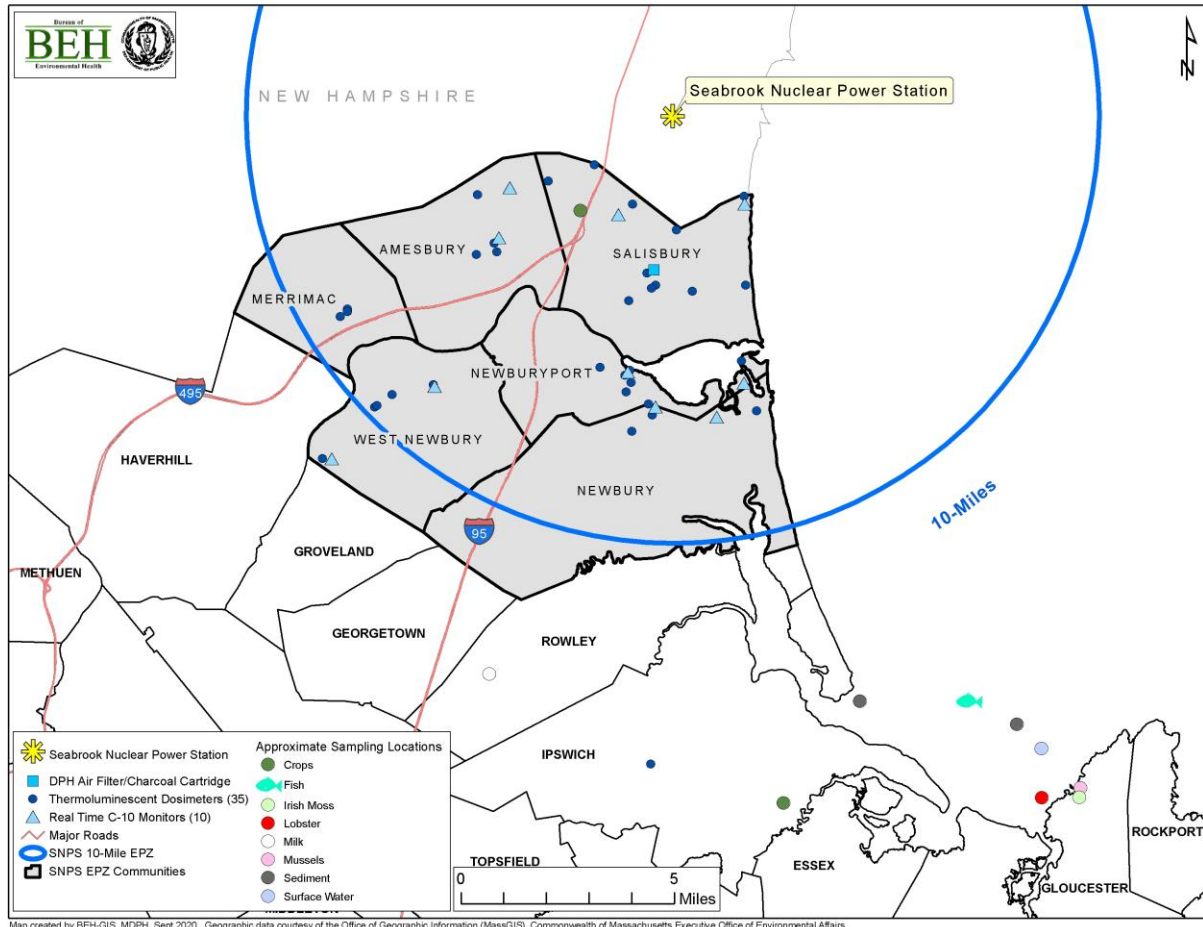 Bureau of
BEH
Environmental Health
N
NEW HAMPSHIRE
Seabrook Nuclear Power Station
AMESBURY
SALISBURY
MERRIMAC
NEWBURYPORT
495
WEST NEWBURY
HAVERHILL
NEWBURY
10-Miles
95
GROVELAND
METHUEN
GEORGETOWN
ROWLEY
IPSWICH
ROCKPORT
TOPSFIELD
ESSEX
GLOUCESTER
Seabrook Nuclear Power Station
DPH Air Filter/Charcoal Cartridge
Thermoluminescent Dosimeters (35)
Real Time C-10 Monitors (10)
Major Roads
SNPS 10-Mile EPZ
SNPS EPZ Communities
Approximate Sampling Locations
Crops
Fish
Irish Moss
Lobster
Milk
Mussels
Sediment
Surface Water
0 5
Miles
Map created by BEH-GIS, MDPH, Sept 2020. Geographic data courtesy of the Office of Geographic Information (MassGIS), Commonwealth of Massachusetts Executive Office of Environmental Affairs